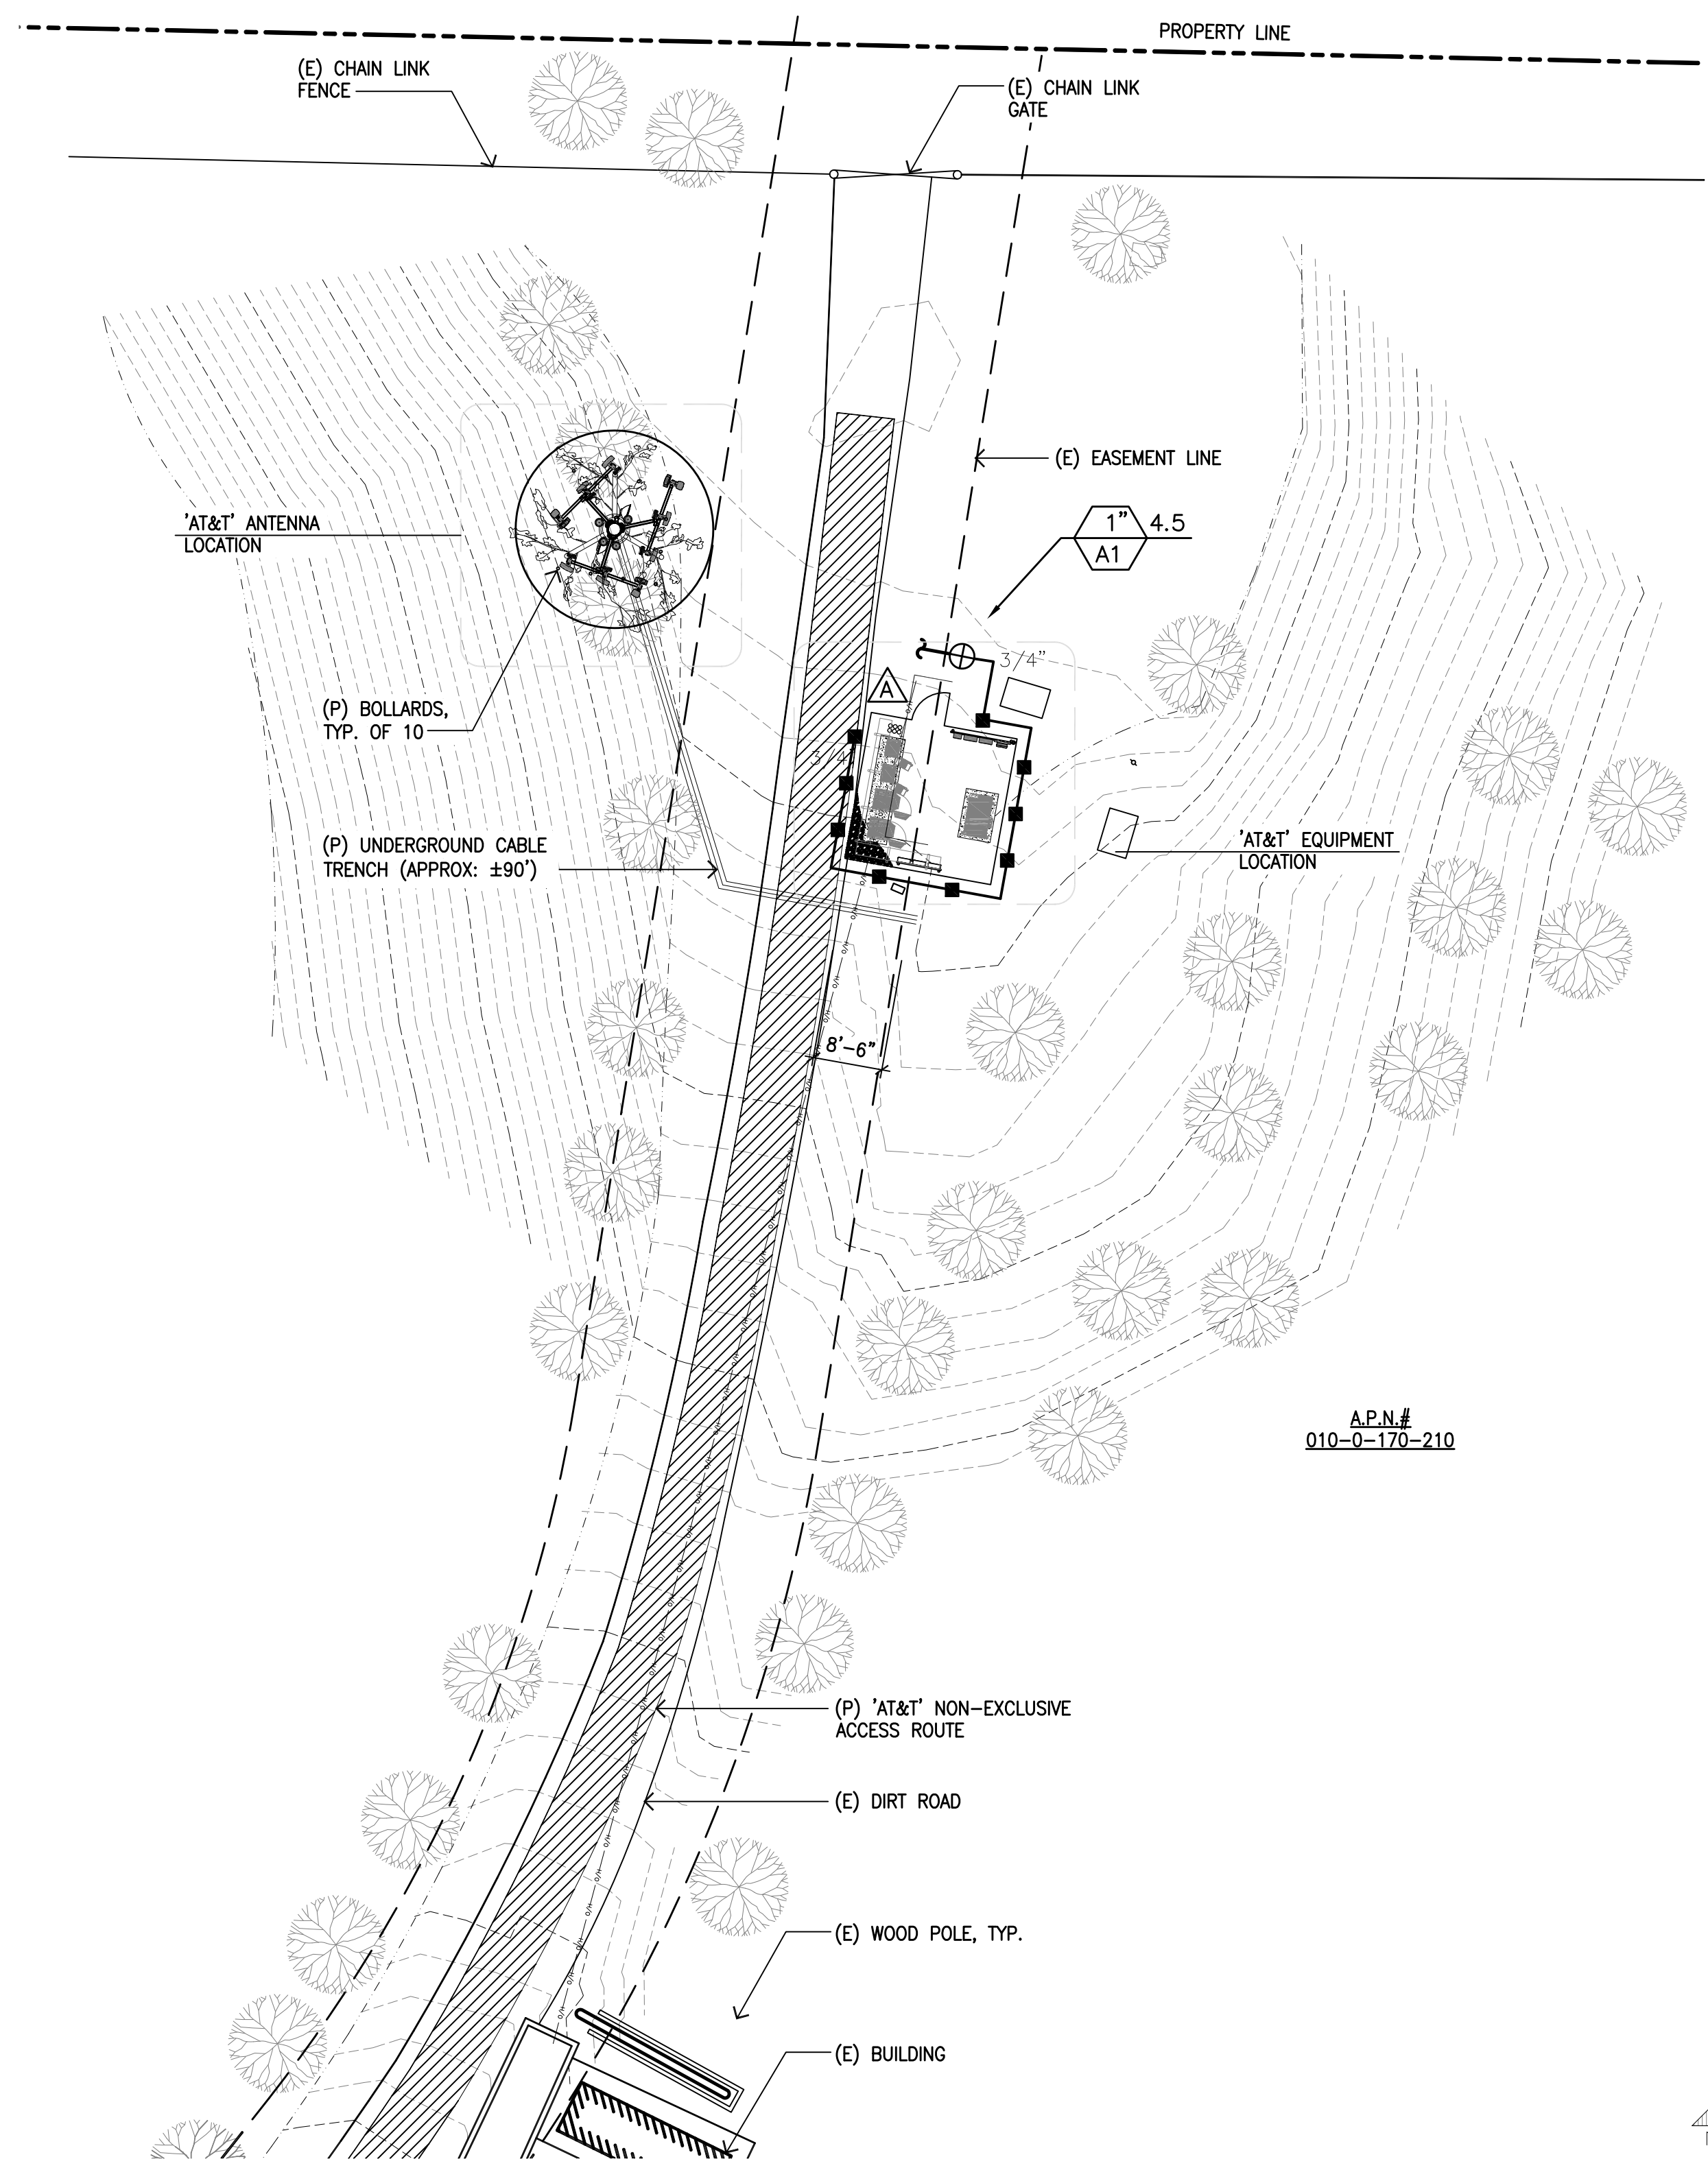 PROPERTY LINE
(E) CHAIN LINK
FENCE
(E) CHAIN LINK
GATE
(E) EASEMENT LINE
1" 4.5
A1
'AT&T' ANTENNA
LOCATION
3/4"
A
(P) BOLLARDS,
TYP. OF 10
3/4"
(P) UNDERGROUND CABLE
TRENCH (APPROX: ±90')
'AT&T' EQUIPMENT
LOCATION
8'-6"
A.P.N.#
010-0-170-210
(P) 'AT&T' NON-EXCLUSIVE
ACCESS ROUTE
(E) DIRT ROAD
(E) WOOD POLE, TYP.
(E) BUILDING